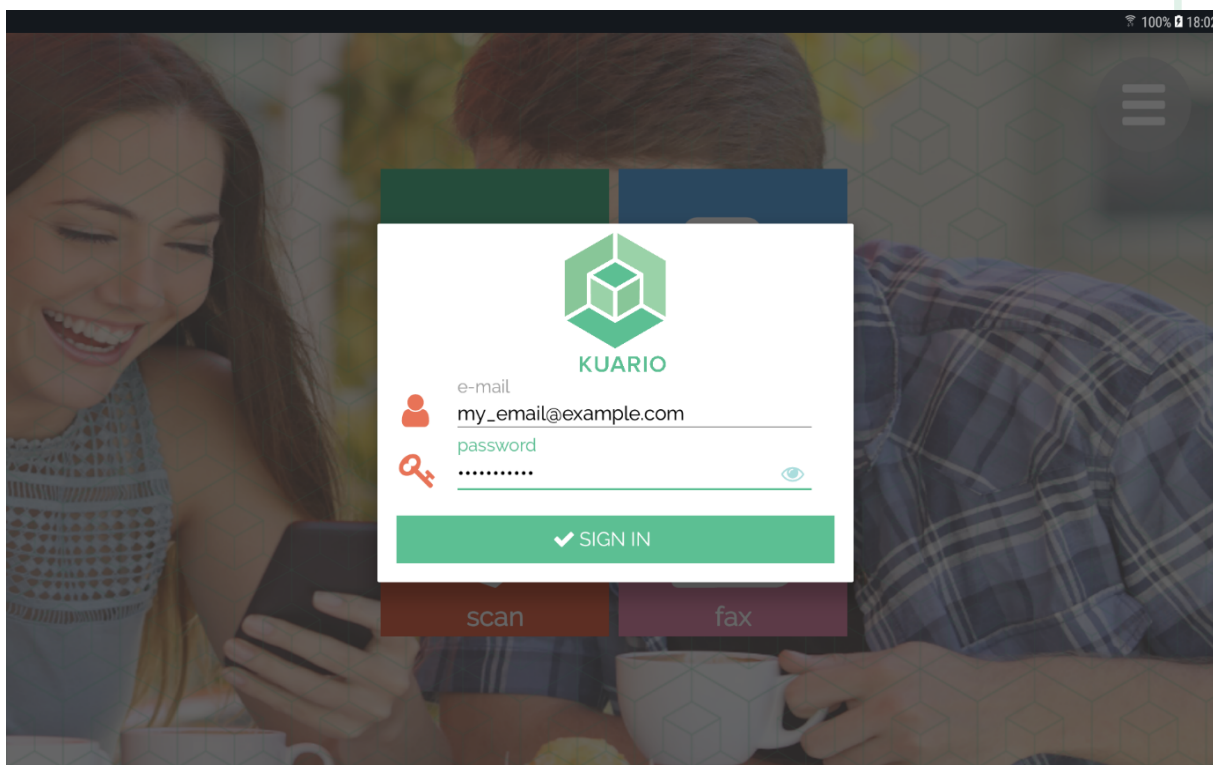 100% 18:02
KUARIO
e-mail
my_email@example.com
password
•••••••••••
SIGN IN
scan
fax